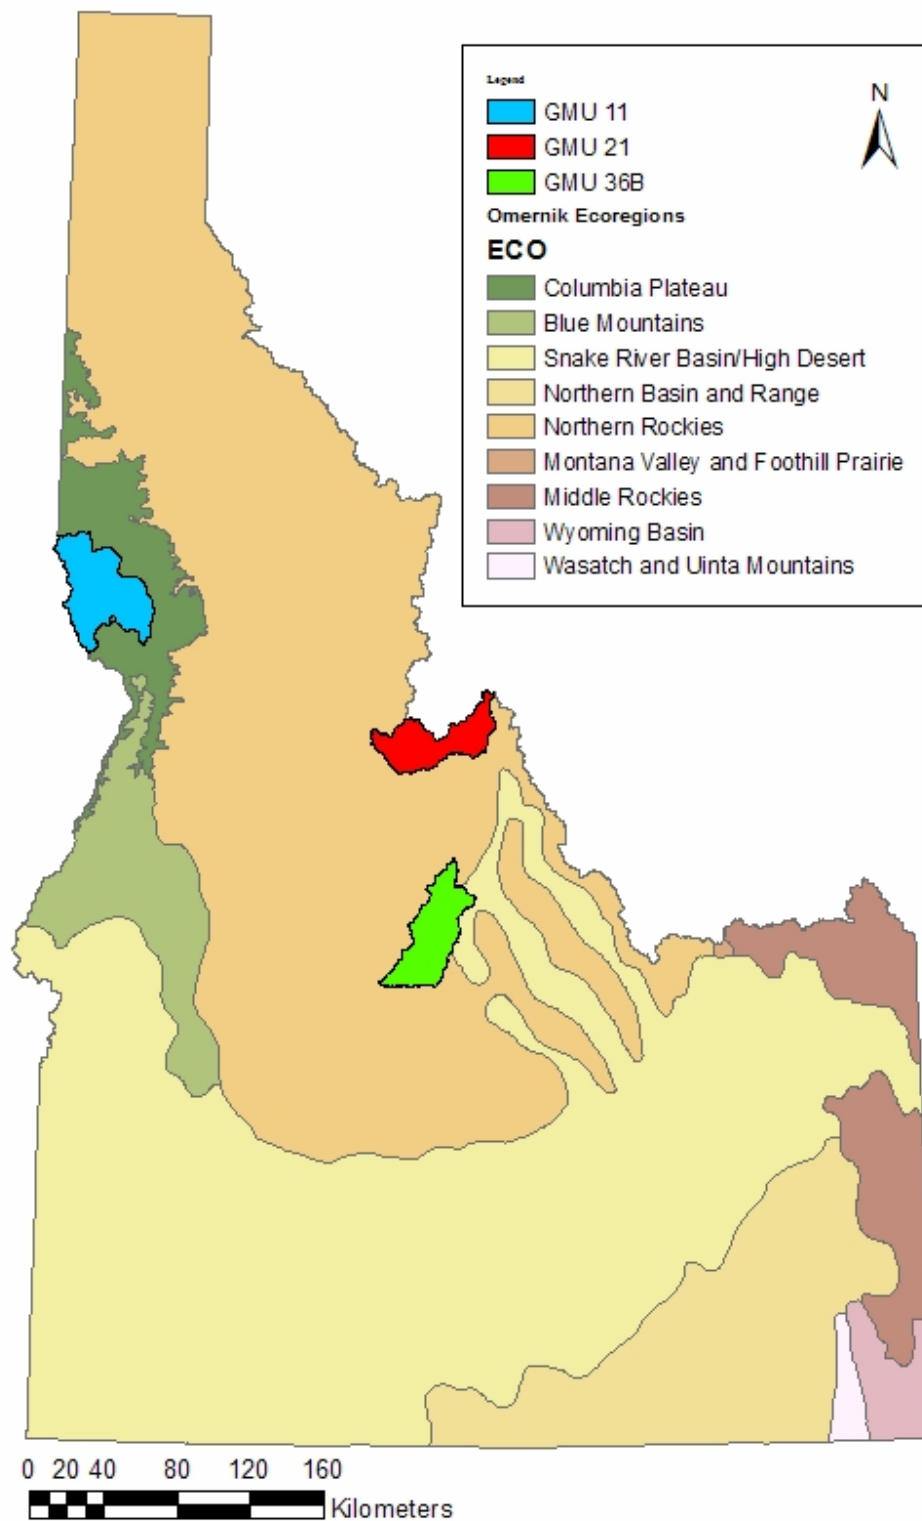 Legend
N
GMU 11
GMU 21
GMU 36B
Omernik Ecoregions
ECO
Columbia Plateau
Blue Mountains
Snake River Basin/High Desert
Northern Basin and Range
Northern Rockies
Montana Valley and Foothill Prairie
Middle Rockies
Wyoming Basin
Wasatch and Uinta Mountains
0 20 40 80 120 160
Kilometers